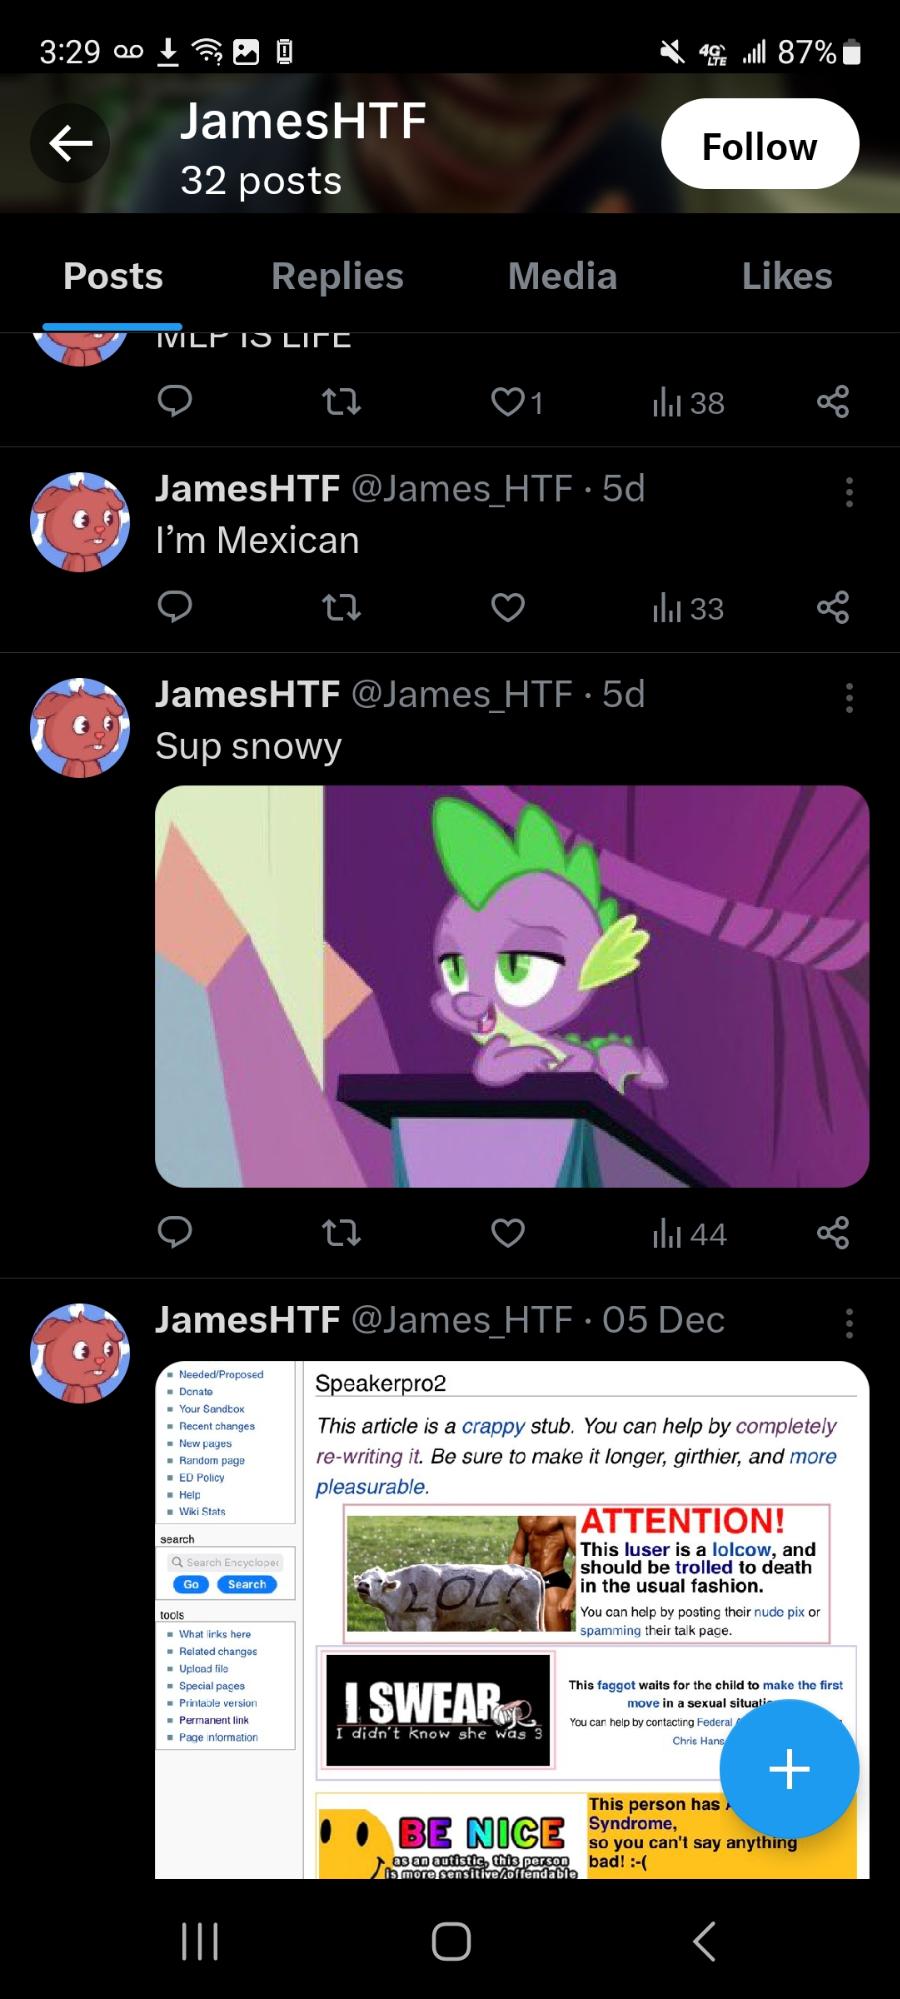 3:29
4G LTE 87%
JamesHTF
32 posts
Follow
Posts Replies Media Likes
MLP IS LIFE
1 38
JamesHTF @James_HTF · 5d
I'm Mexican
33
JamesHTF @James_HTF · 5d
Sup snowy
44
JamesHTF @James_HTF · 05 Dec
Needed/Proposed
Donate
Your Sandbox
Recent changes
New pages
Random page
ED Policy
Help
Wiki Stats
search
Search Encycloped
Go Search
tools
What links here
Related changes
Upload file
Special pages
Printable version
Permanent link
Page information
Speakerpro2
This article is a crappy stub. You can help by completely
re-writing it. Be sure to make it longer, girthier, and more
pleasurable.
LOL
ATTENTION!
This luser is a lolcow, and
should be trolled to death
in the usual fashion.
You can help by posting their nude pix or
spamming their talk page.
I SWEAR
I didn't know she was 3
This faggot waits for the child to make the first
move in a sexual
You can help by contacting Federal
Chris
BE NICE
as an autistic, this person
is more sensitive/offendable
This person has
Syndrome,
so you can't say anything
bad! :-(